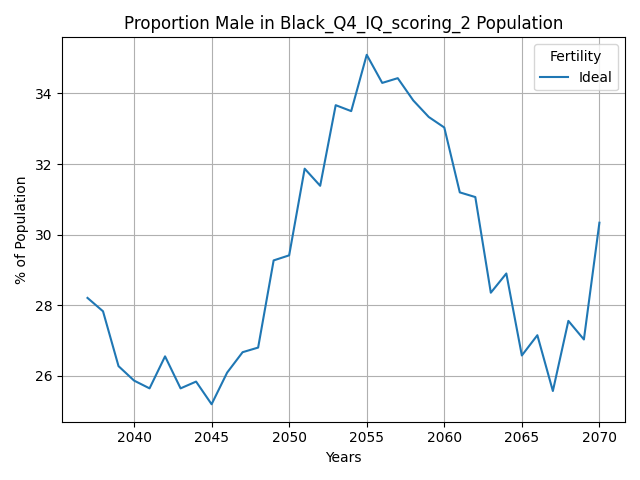 Proportion Male in Black_Q4_IQ_scoring_2 Population
Fertility
Ideal
% of Population
34
32
30
28
26
2040 2045 2050 2055 2060 2065 2070
Years